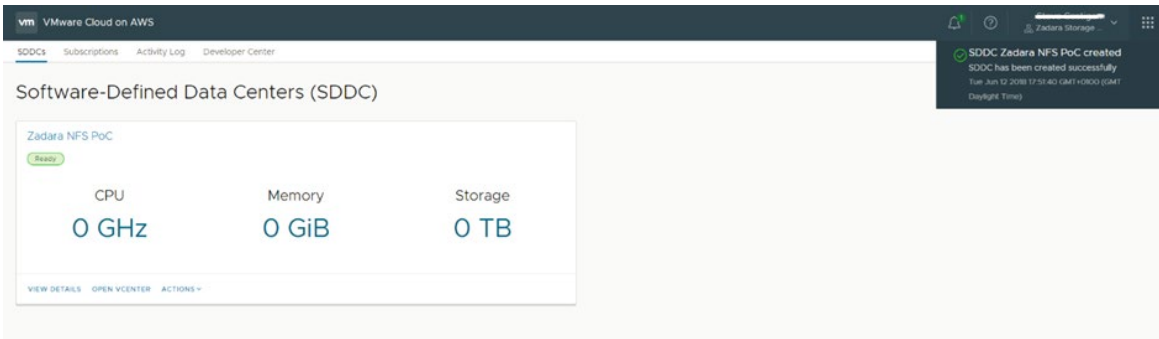 vm VMware Cloud on AWS
Zadara Storage ...
SDDCs Subscriptions Activity Log Developer Center
SDDC Zadara NFS PoC created
SDDC has been created successfully
Tue Jun 12 2018 17:51:40 GMT+0100 (GMT
Daylight Time)
Software-Defined Data Centers (SDDC)
Zadara NFS PoC
Ready
CPU Memory Storage
0 GHz 0 GiB 0 TB
VIEW DETAILS OPEN VCENTER ACTIONS